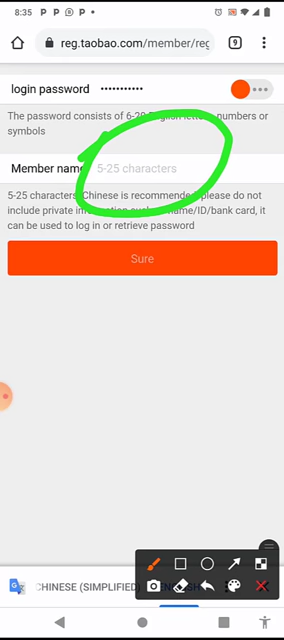 8:35 P P P
reg.taobao.com/member/reg 9
login password ···········
The password consists of 6-20 English letters, numbers or
symbols
Member name 5-25 characters
5-25 characters, Chinese is recommended, please do not
include private information such as name/ID/bank card, it
can be used to log in or retrieve password
Sure
CHINESE (SIMPLIFIED) ENGLISH